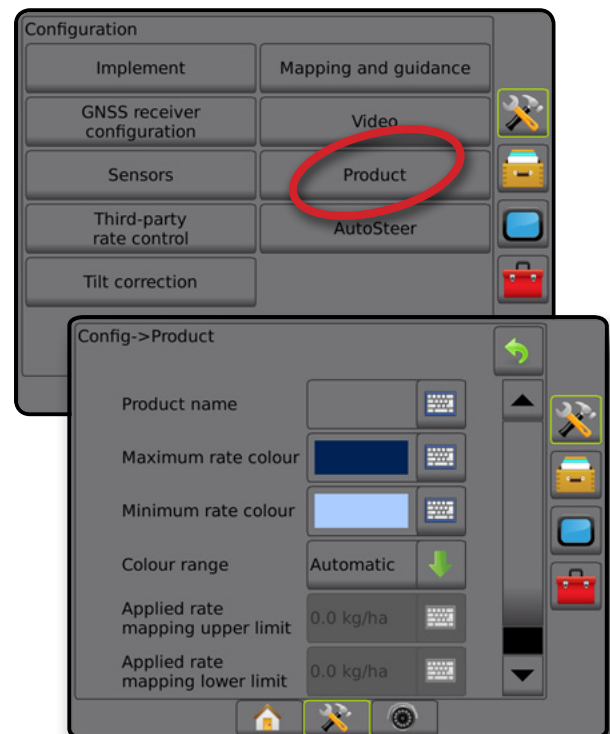 Configuration
Implement
Mapping and guidance
GNSS receiver
configuration
Video
Sensors
Product
Third-party
rate control
AutoSteer
Tilt correction
Config->Product
Product name
Maximum rate colour
Minimum rate colour
Colour range
Automatic
Applied rate
mapping upper limit
0.0 kg/ha
Applied rate
mapping lower limit
0.0 kg/ha